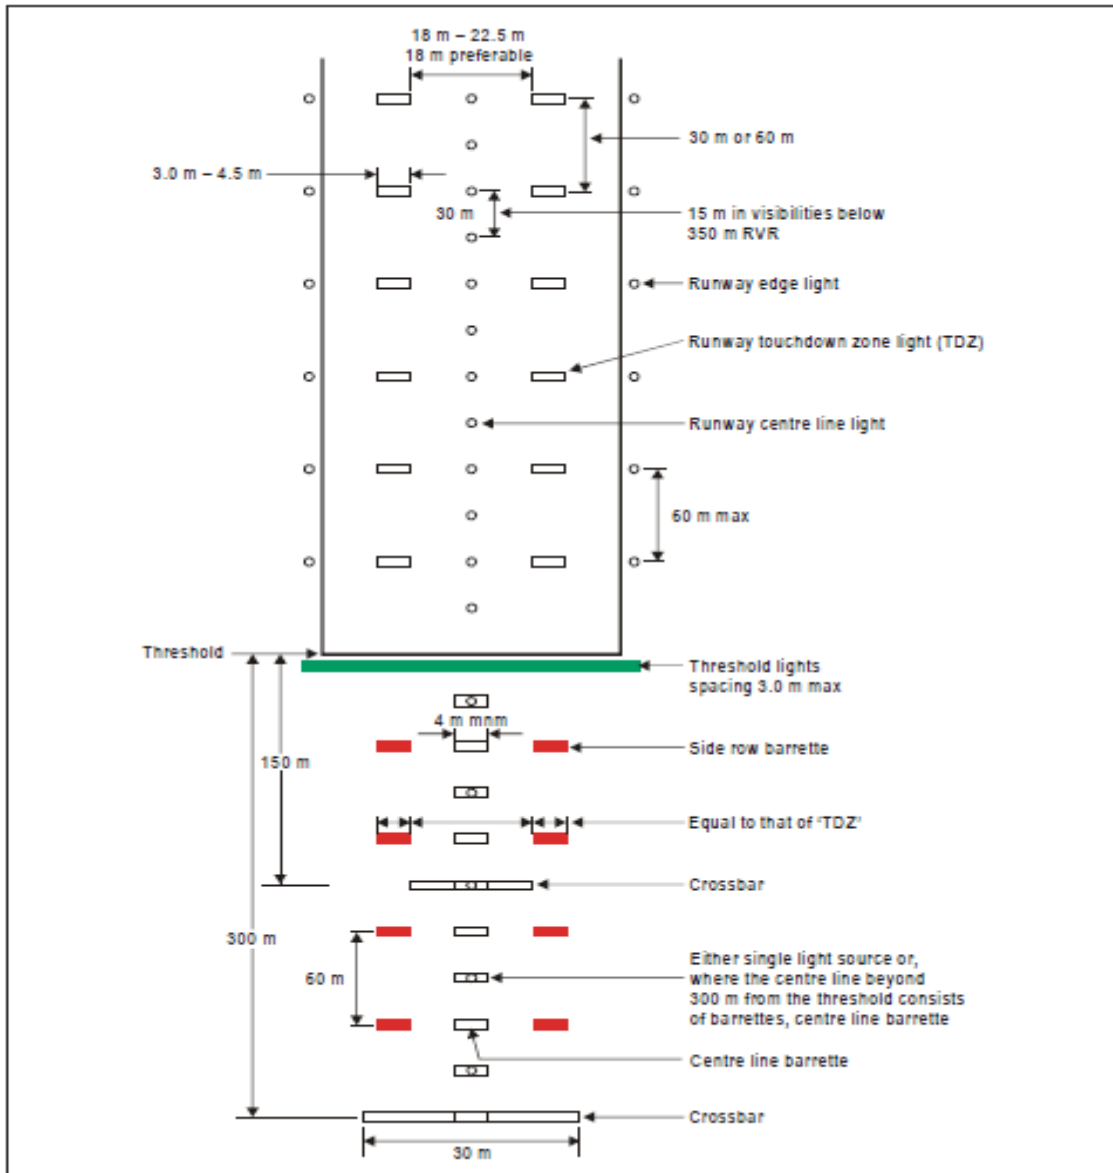 18 m – 22.5 m
18 m preferable
30 m or 60 m
3.0 m – 4.5 m
30 m
15 m in visibilities below
350 m RVR
Runway edge light
Runway touchdown zone light (TDZ)
Runway centre line light
60 m max
Threshold
Threshold lights
spacing 3.0 m max
4 m mnm
Side row barrette
150 m
Equal to that of ‘TDZ’
Crossbar
300 m
60 m
Either single light source or,
where the centre line beyond
300 m from the threshold consists
of barrettes, centre line barrette
Centre line barrette
Crossbar
30 m